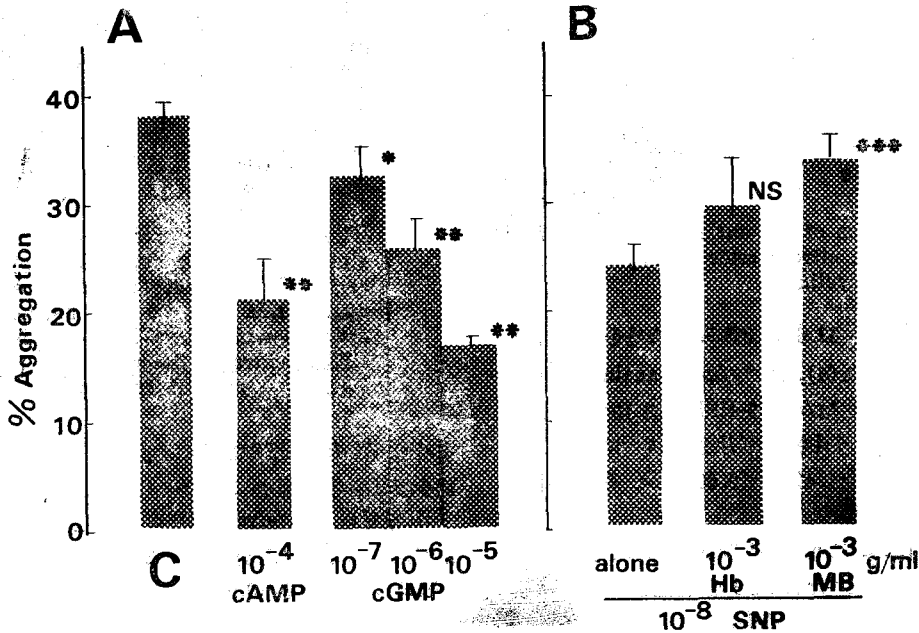 A
B
% Aggregation
40
30
20
10
0
*
**
**
**
NS
***
C
10⁻⁴
cAMP
10⁻⁷ 10⁻⁶ 10⁻⁵
cGMP
alone
10⁻³
Hb
10⁻³ g/ml
MB
10⁻⁸ SNP